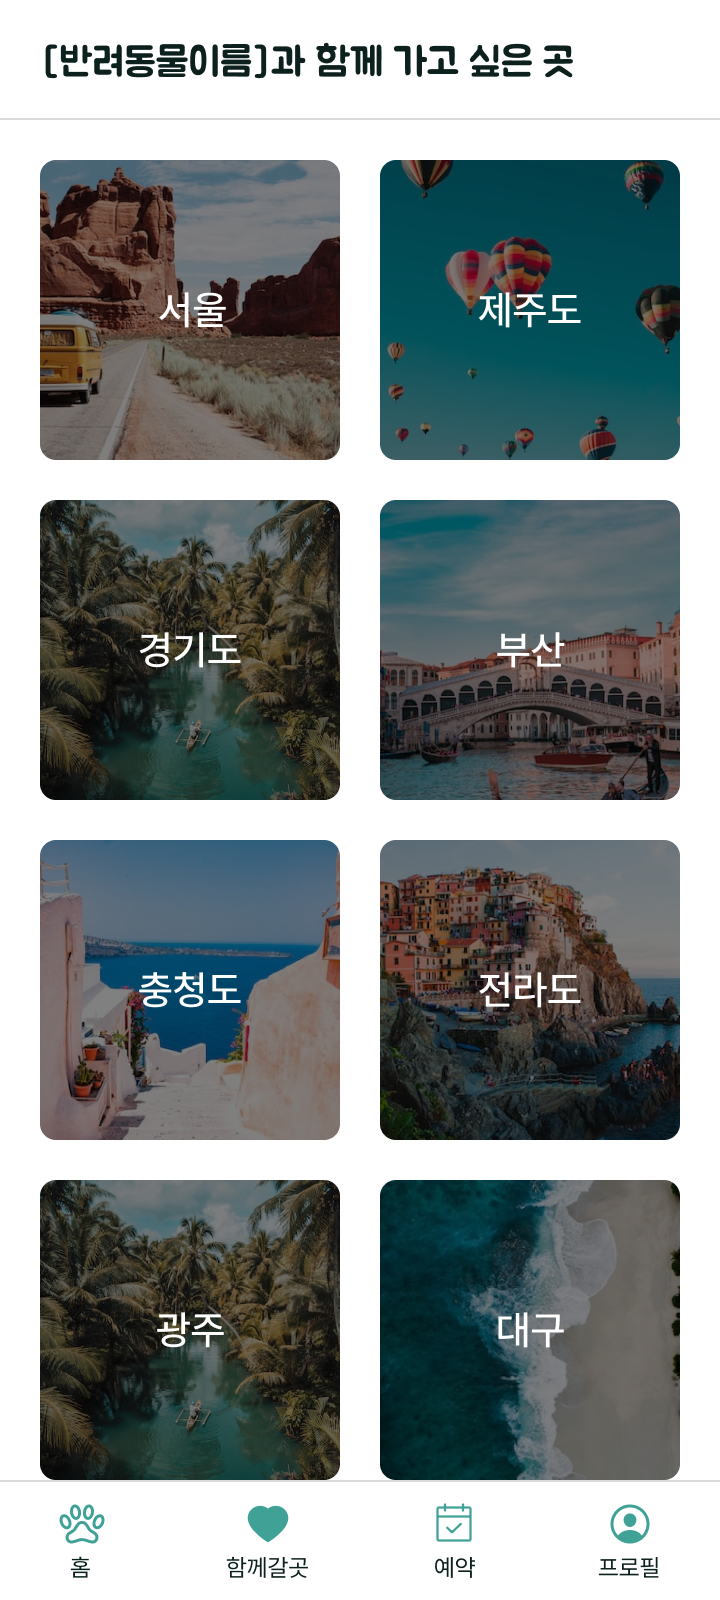 [반려동물이름]과 함께 가고 싶은 곳
서울
제주도
경기도
부산
충청도
전라도
광주
대구
홈
함께갈곳
예약
프로필